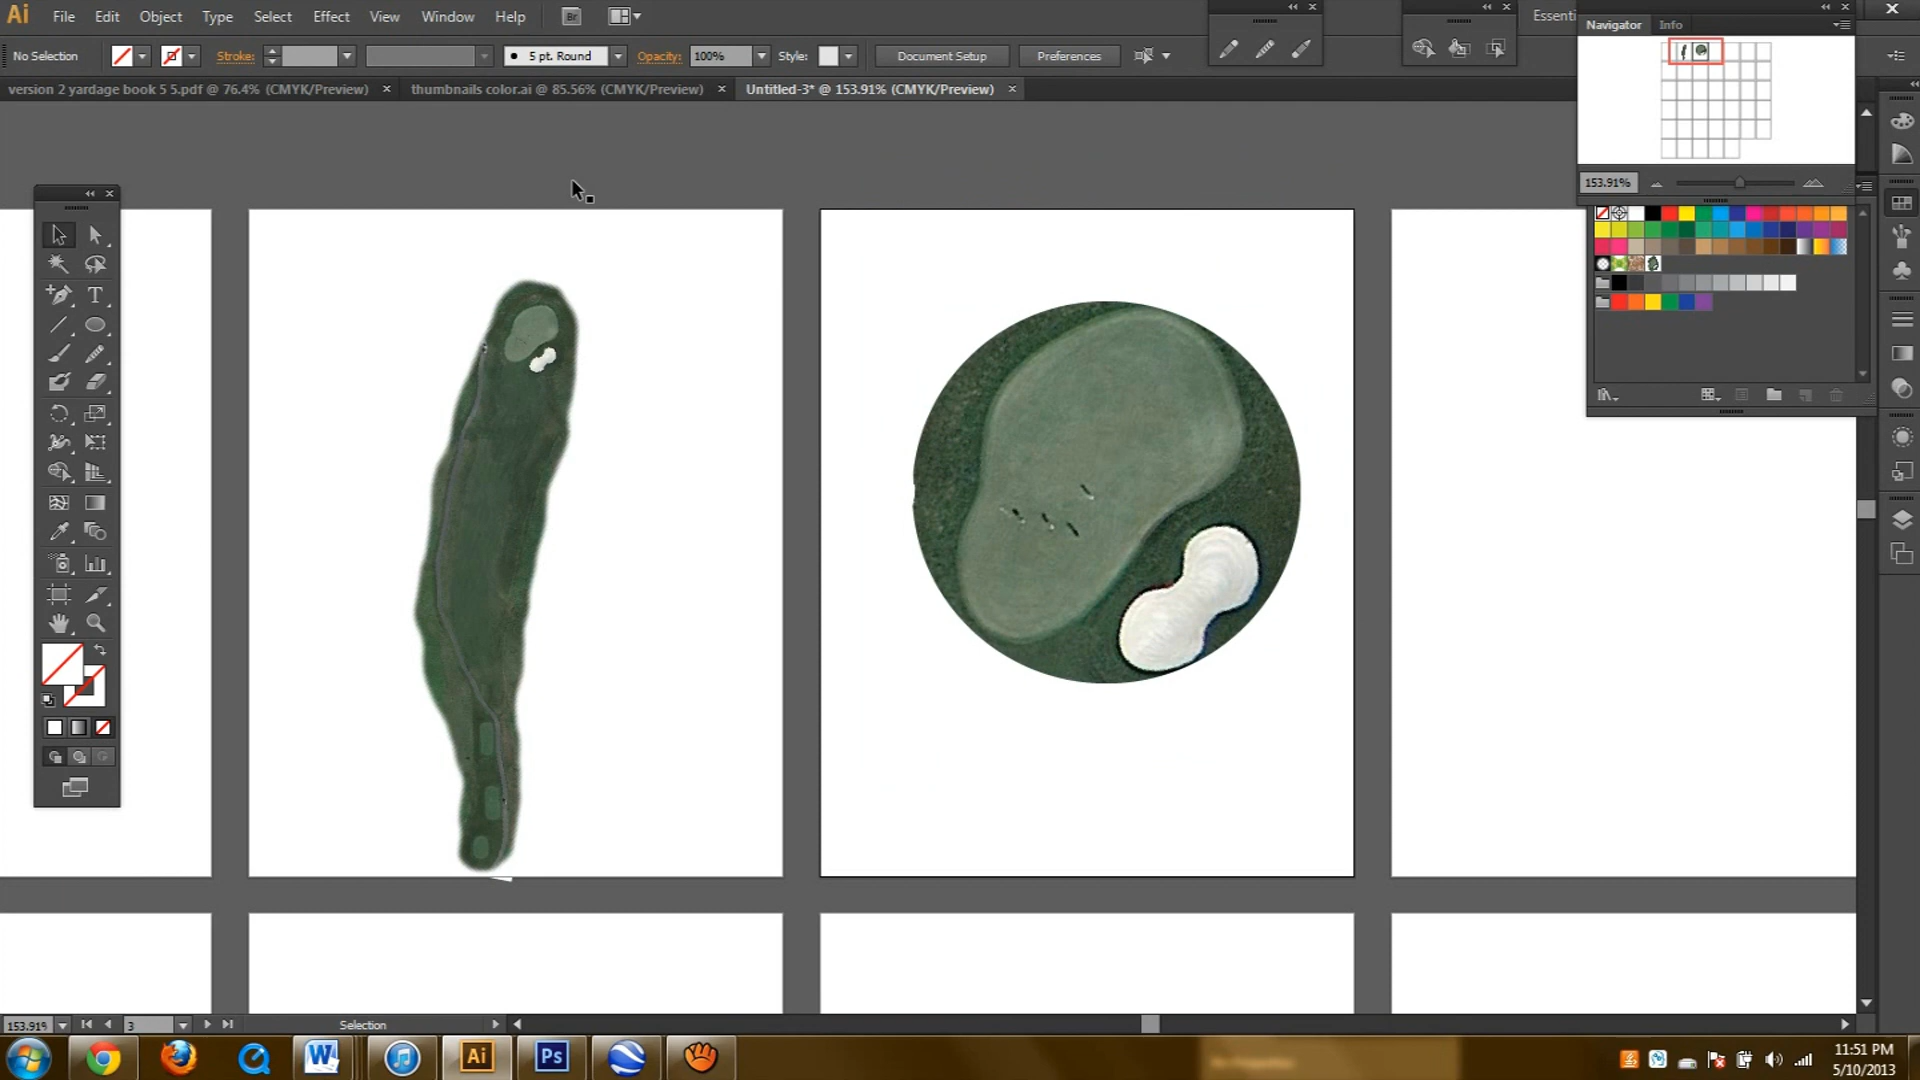 Ai File Edit Object Type Select Effect View Window Help Br Essenti
No Selection Stroke: 5 pt. Round Opacity: 100% Style: Document Setup Preferences
Navigator Info
version 2 yardage book 5 5.pdf @ 76.4% (CMYK/Preview) × thumbnails color.ai @ 85.56% (CMYK/Preview) × Untitled-3* @ 153.91% (CMYK/Preview) ×
153.91%
T
153.91% 3 Selection
W Ai Ps
11:51 PM
5/10/2013